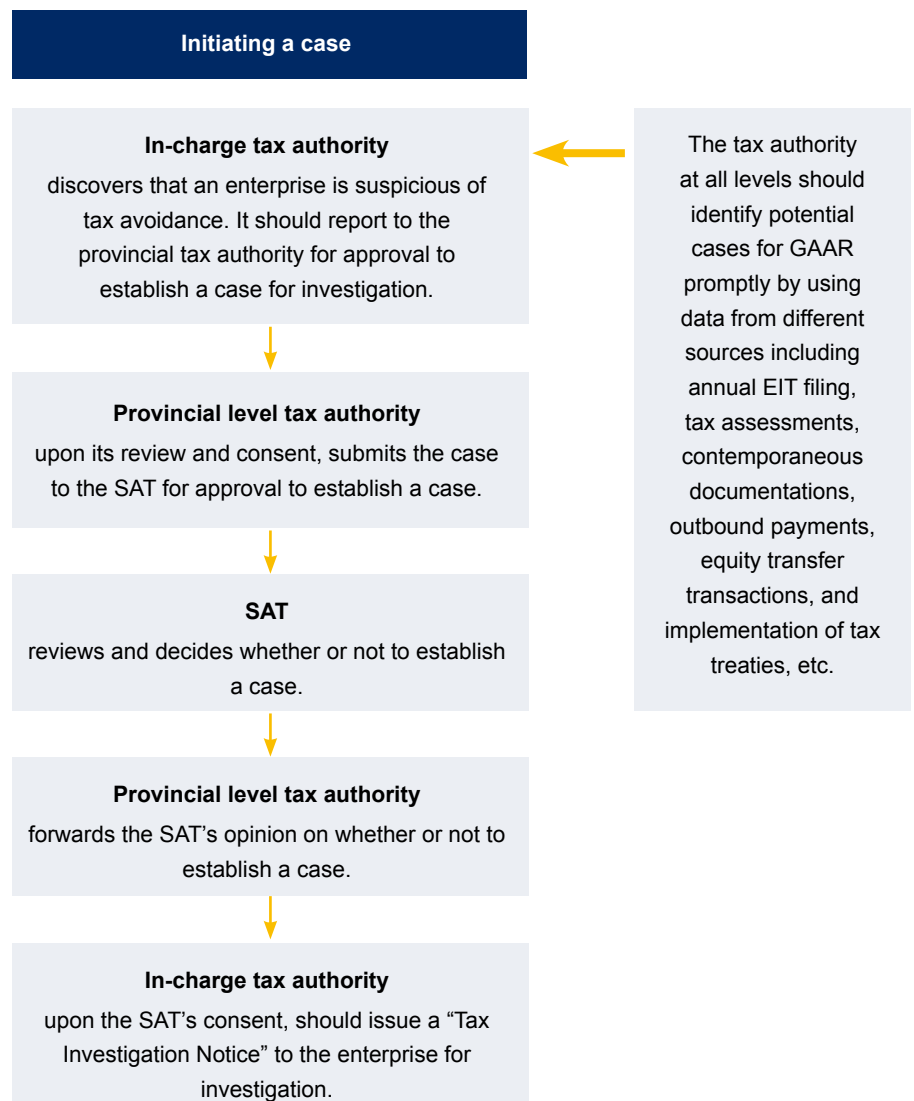 Initiating a case
In-charge tax authority
discovers that an enterprise is suspicious of
tax avoidance. It should report to the
provincial tax authority for approval to
establish a case for investigation.
Provincial level tax authority
upon its review and consent, submits the case
to the SAT for approval to establish a case.
SAT
reviews and decides whether or not to establish
a case.
Provincial level tax authority
forwards the SAT’s opinion on whether or not to
establish a case.
In-charge tax authority
upon the SAT’s consent, should issue a “Tax
Investigation Notice” to the enterprise for
investigation.
The tax authority
at all levels should
identify potential
cases for GAAR
promptly by using
data from different
sources including
annual EIT filing,
tax assessments,
contemporaneous
documentations,
outbound payments,
equity transfer
transactions, and
implementation of tax
treaties, etc.